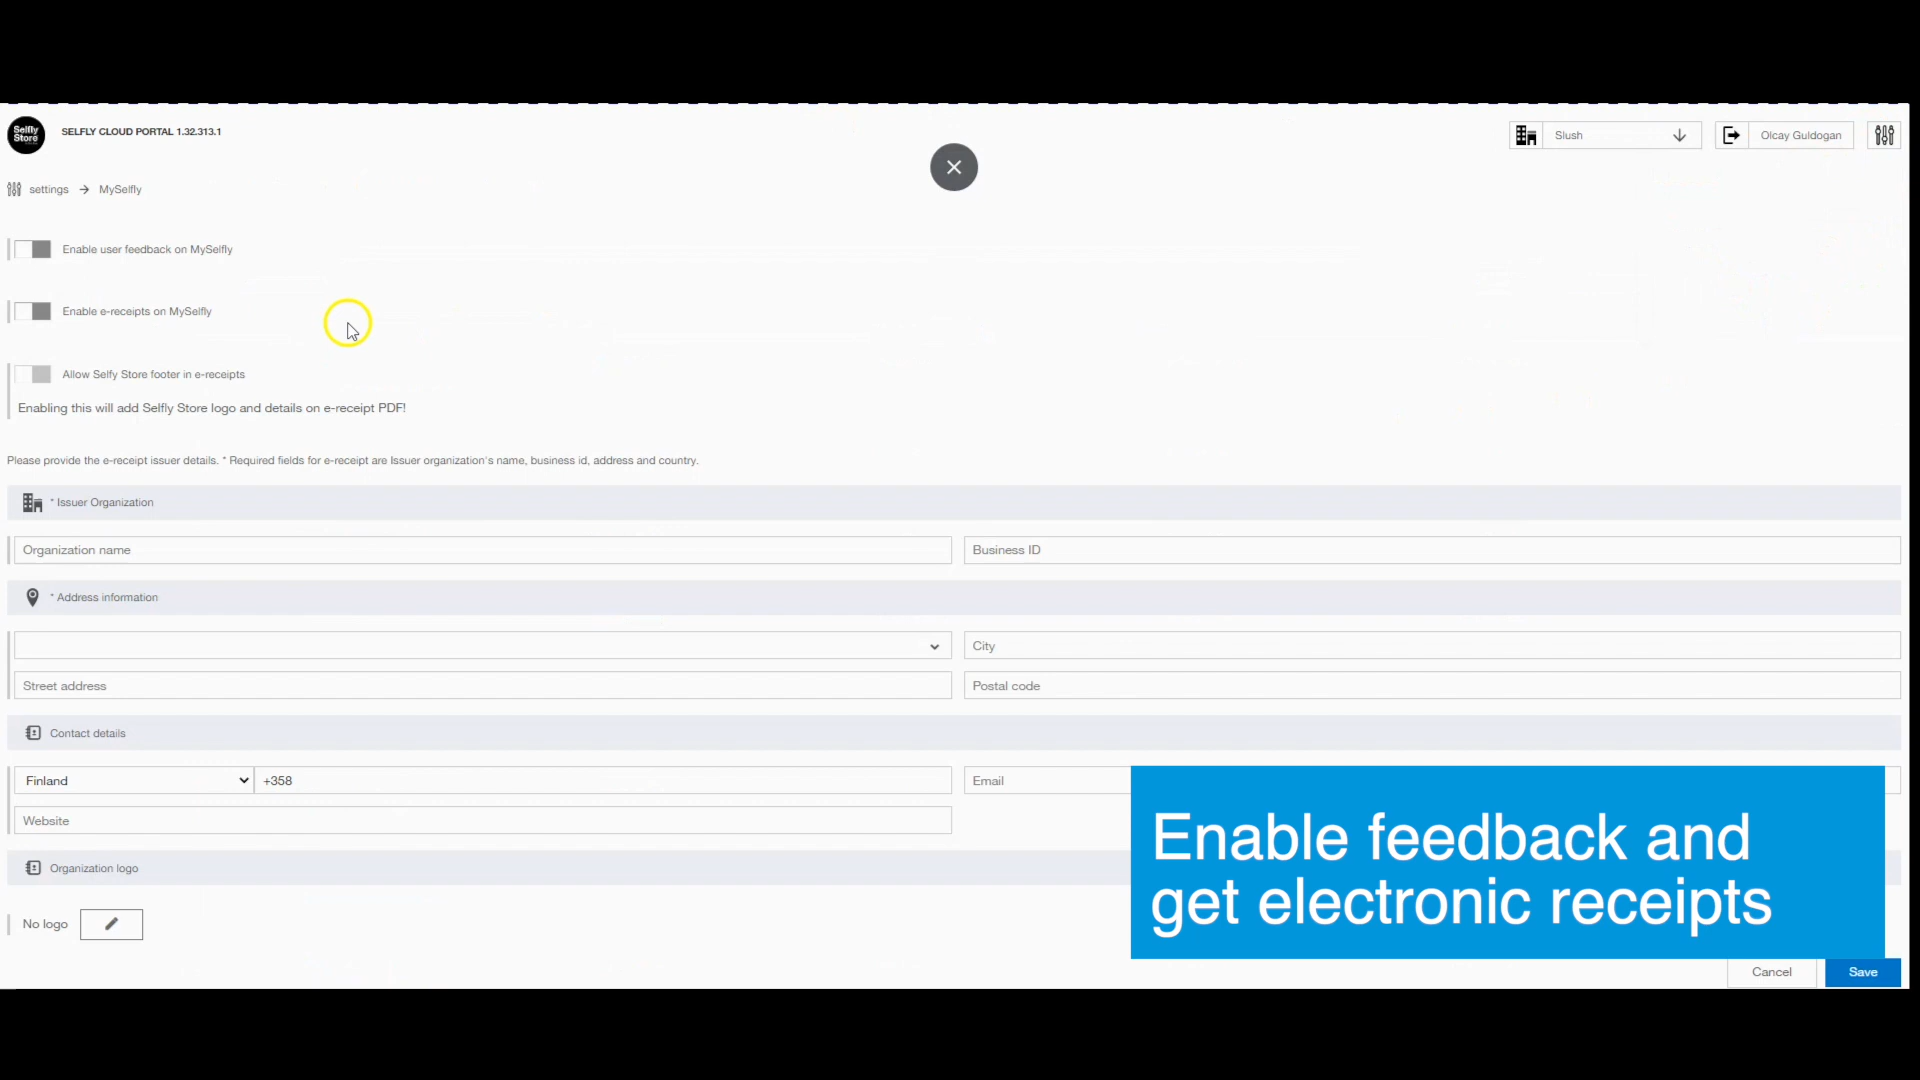 Selfly
Store
SELFLY CLOUD PORTAL 1.32.313.1
Slush
Olcay Guldogan
settings → MySelfly
Enable user feedback on MySelfly
Enable e-receipts on MySelfly
Allow Selfy Store footer in e-receipts
Enabling this will add Selfly Store logo and details on e-receipt PDF!
Please provide the e-receipt issuer details. * Required fields for e-receipt are Issuer organization's name, business id, address and country.
* Issuer Organization
Organization name
Business ID
* Address information
City
Street address
Postal code
Contact details
Finland
+358
Email
Website
Organization logo
No logo
Enable feedback and
get electronic receipts
Cancel
Save